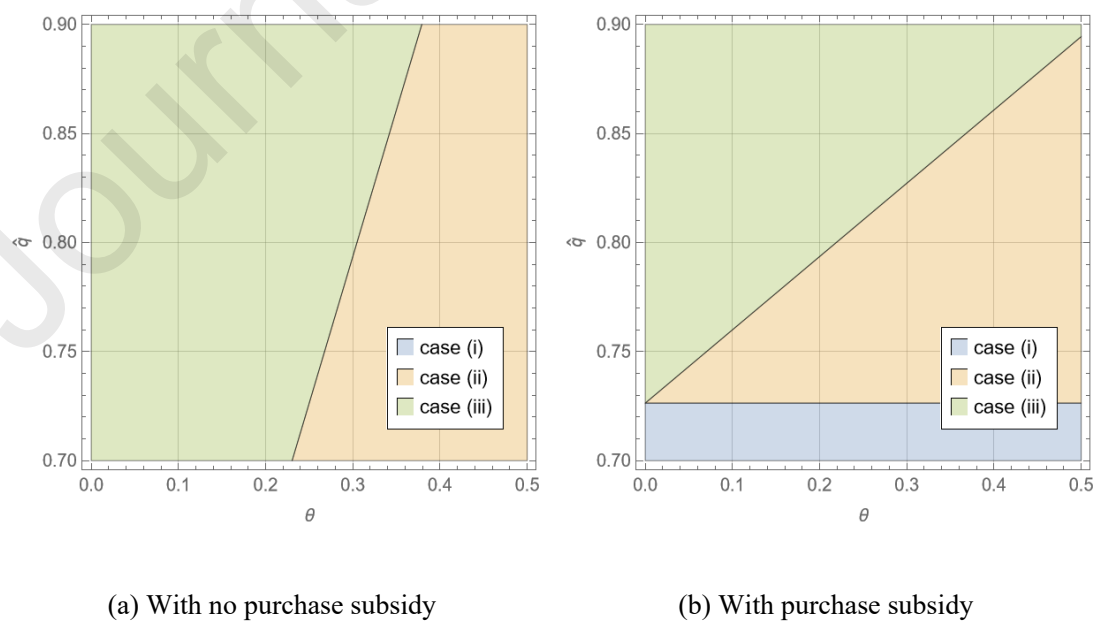 Journ
0.90
0.85
0.80
0.75
0.70
q̂
0.0 0.1 0.2 0.3 0.4 0.5
θ
case (i)
case (ii)
case (iii)
(a) With no purchase subsidy
0.90
0.85
0.80
0.75
0.70
q̂
0.0 0.1 0.2 0.3 0.4 0.5
θ
case (i)
case (ii)
case (iii)
(b) With purchase subsidy